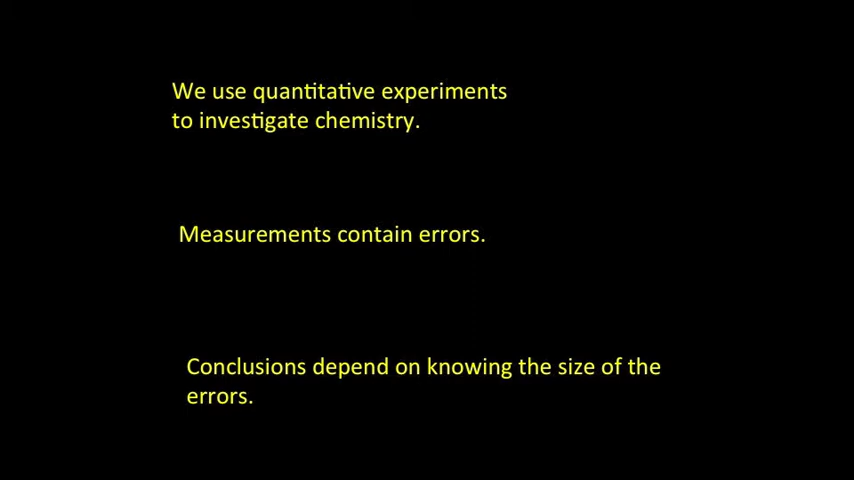 We use quantitative experiments
to investigate chemistry.
Measurements contain errors.
Conclusions depend on knowing the size of the
errors.